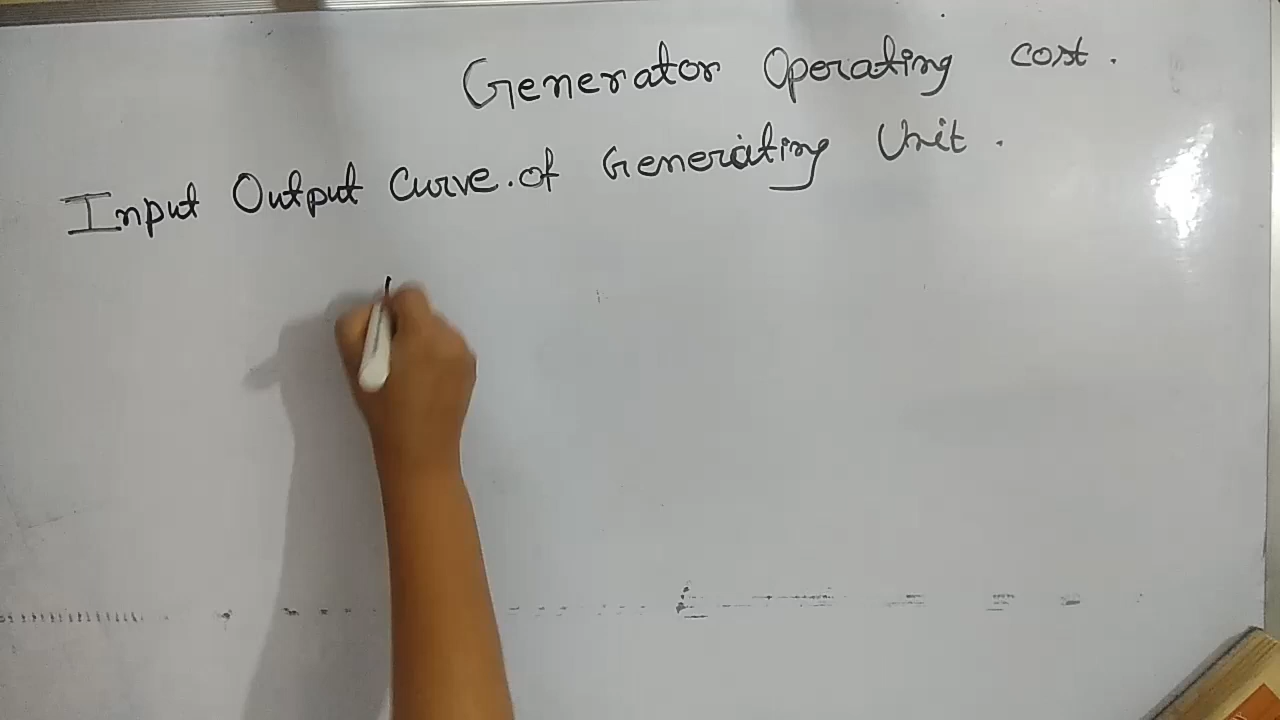 Generator Operating cost.
Input Output Curve.of Generating Unit.